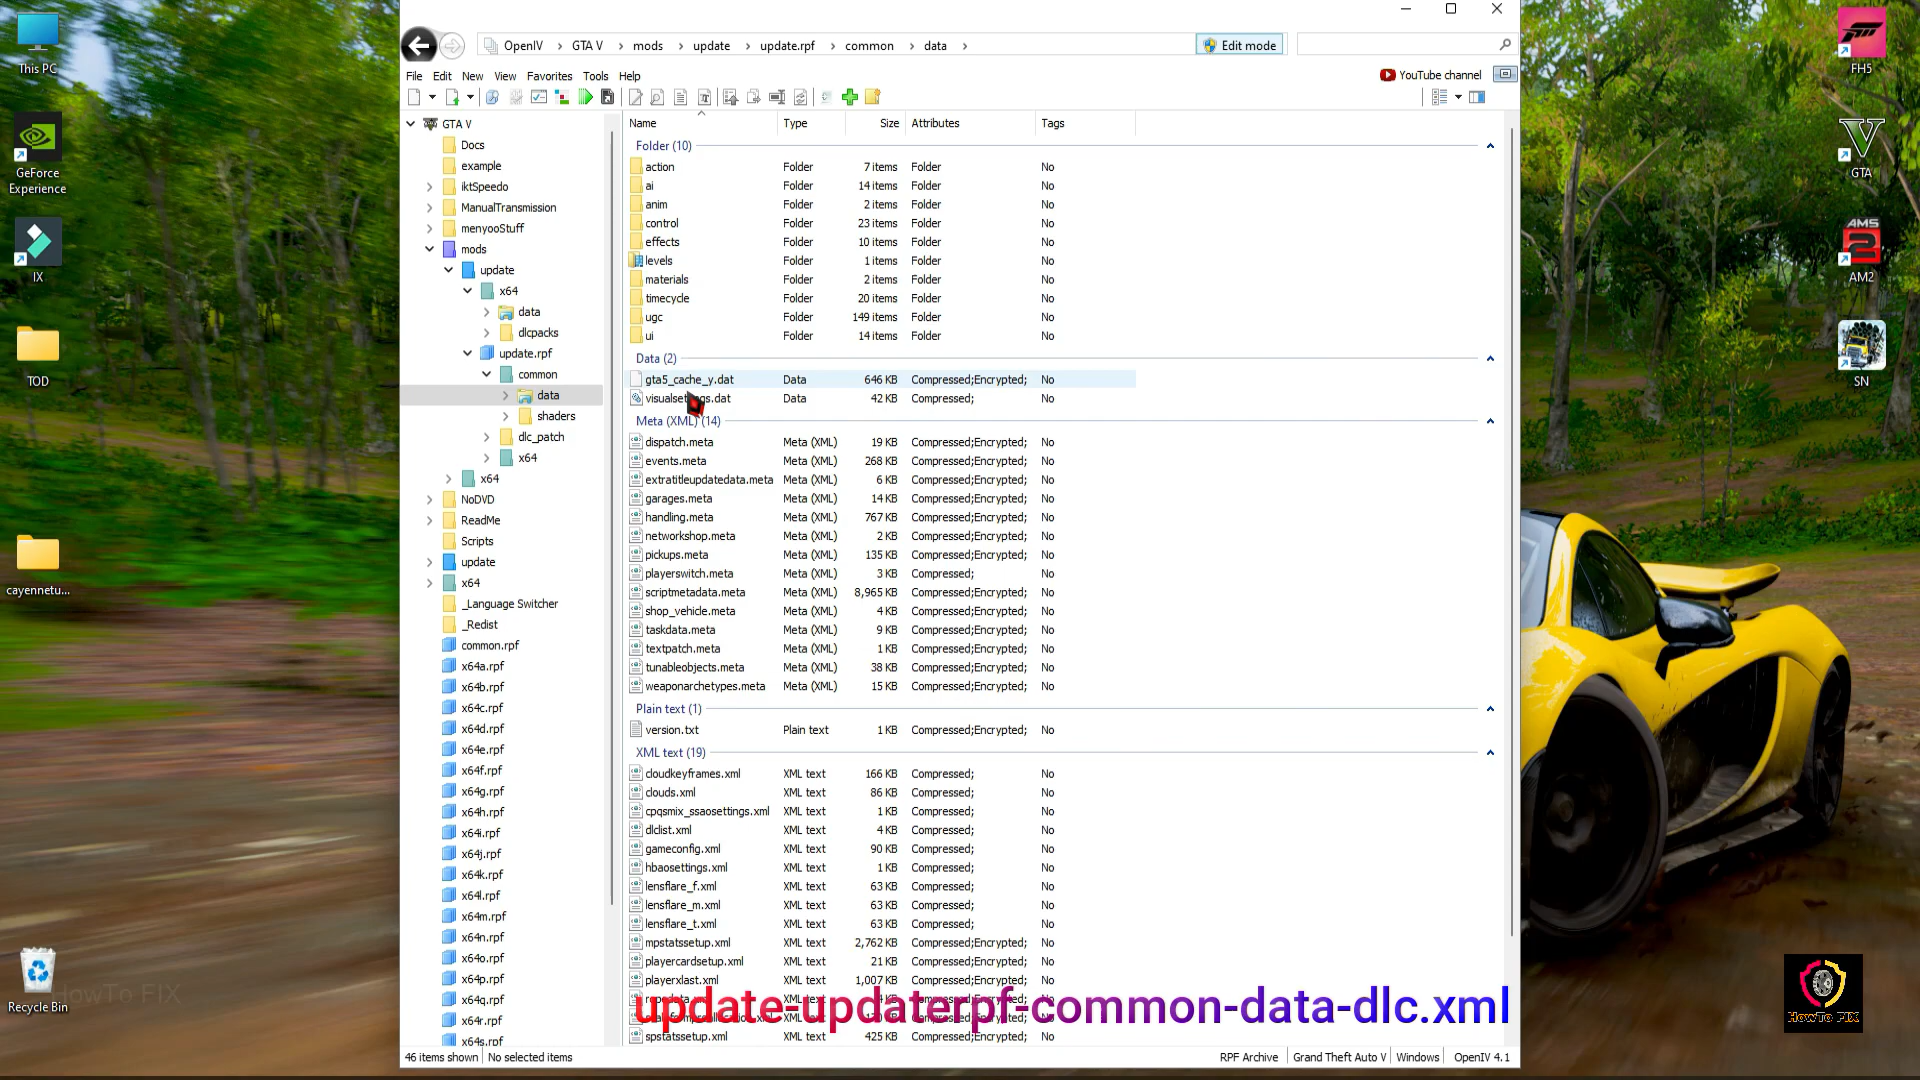 This PC
GeForce
Experience
IX
TOD
cayennetu...
Recycle Bin
HowTo FIX
OpenIV › GTA V › mods › update › update.rpf › common › data ›
Edit mode
File Edit New View Favorites Tools Help
YouTube channel
GTA V
Docs
example
iktSpeedo
ManualTransmission
menyooStuff
mods
update
x64
data
dlcpacks
update.rpf
common
data
shaders
dlc_patch
x64
x64
NoDVD
ReadMe
Scripts
update
x64
_Language Switcher
_Redist
common.rpf
x64a.rpf
x64b.rpf
x64c.rpf
x64d.rpf
x64e.rpf
x64f.rpf
x64g.rpf
x64h.rpf
x64i.rpf
x64j.rpf
x64k.rpf
x64l.rpf
x64m.rpf
x64n.rpf
x64o.rpf
x64p.rpf
x64q.rpf
x64r.rpf
x64s.rpf
Name Type Size Attributes Tags
Folder (10)
action Folder 7 items Folder No
ai Folder 14 items Folder No
anim Folder 2 items Folder No
control Folder 23 items Folder No
effects Folder 10 items Folder No
levels Folder 1 items Folder No
materials Folder 2 items Folder No
timecycle Folder 20 items Folder No
ugc Folder 149 items Folder No
ui Folder 14 items Folder No
Data (2)
gta5_cache_y.dat Data 646 KB Compressed;Encrypted; No
Data 42 KB Compressed; No
Meta (XML) (14)
dispatch.meta Meta (XML) 19 KB Compressed;Encrypted; No
events.meta Meta (XML) 268 KB Compressed;Encrypted; No
extratitleupdatedata.meta Meta (XML) 6 KB Compressed;Encrypted; No
garages.meta Meta (XML) 14 KB Compressed;Encrypted; No
handling.meta Meta (XML) 767 KB Compressed;Encrypted; No
networkshop.meta Meta (XML) 2 KB Compressed;Encrypted; No
pickups.meta Meta (XML) 135 KB Compressed;Encrypted; No
playerswitch.meta Meta (XML) 3 KB Compressed; No
scriptmetadata.meta Meta (XML) 8,965 KB Compressed;Encrypted; No
shop_vehicle.meta Meta (XML) 4 KB Compressed;Encrypted; No
taskdata.meta Meta (XML) 9 KB Compressed;Encrypted; No
textpatch.meta Meta (XML) 1 KB Compressed;Encrypted; No
tunableobjects.meta Meta (XML) 38 KB Compressed;Encrypted; No
weaponarchetypes.meta Meta (XML) 15 KB Compressed;Encrypted; No
Plain text (1)
version.txt Plain text 1 KB Compressed;Encrypted; No
XML text (19)
cloudkeyframes.xml XML text 166 KB Compressed; No
clouds.xml XML text 86 KB Compressed; No
cpqsmix_ssaosettings.xml XML text 1 KB Compressed; No
dlclist.xml XML text 4 KB Compressed; No
gameconfig.xml XML text 90 KB Compressed; No
hbaosettings.xml XML text 1 KB Compressed; No
lensflare_f.xml XML text 63 KB Compressed; No
lensflare_m.xml XML text 63 KB Compressed; No
lensflare_t.xml XML text 63 KB Compressed; No
mpstatssetup.xml XML text 2,762 KB Compressed;Encrypted; No
playercardsetup.xml XML text 21 KB Compressed;Encrypted; No
playerxlast.xml XML text 1,007 KB Compressed;Encrypted; No
update-updaterpf-common-data-dlc.xml
spstatssetup.xml XML text 425 KB Compressed;Encrypted; No
46 items shown No selected items RPF Archive Grand Theft Auto V Windows OpenIV 4.1
FH5
GTA
AMS
2
AM2
SN
HowTo FIX